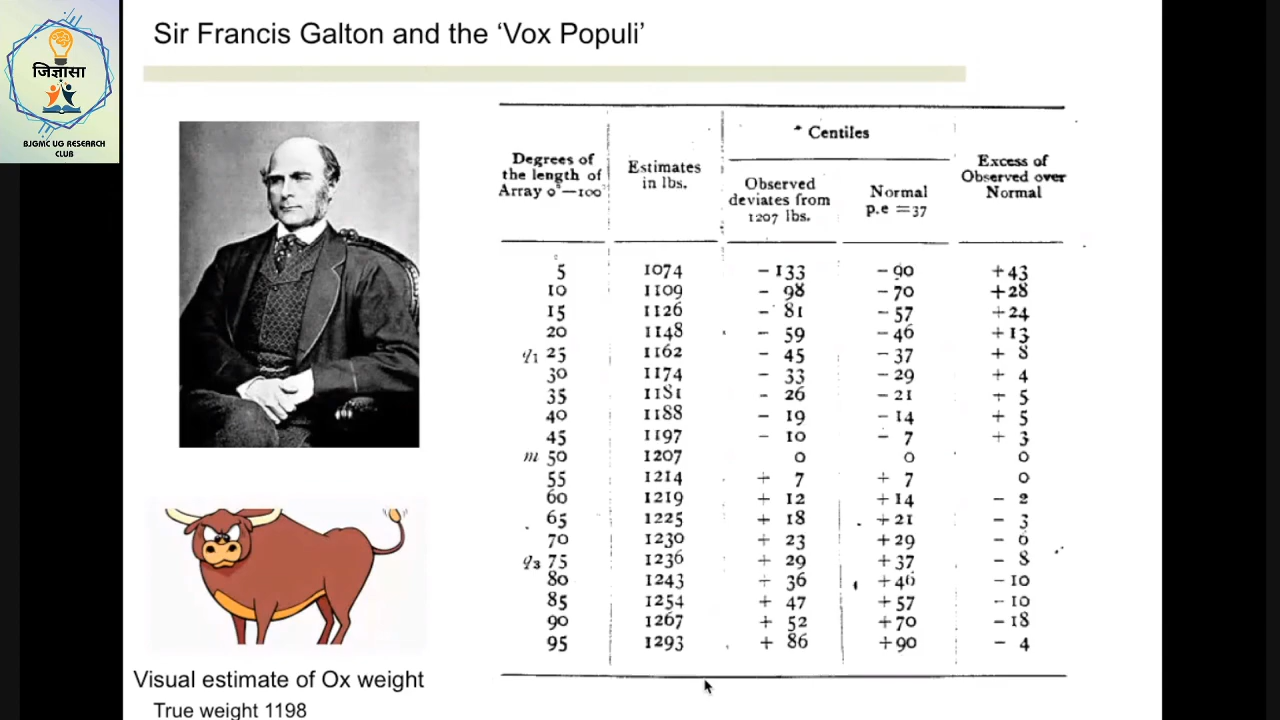 Sir Francis Galton and the ‘Vox Populi’
जिज्ञासा
BJGMC UG RESEARCH
CLUB
Degrees of the length of Array 0°—100° Estimates in lbs. * Centiles Excess of Observed over Normal
Observed deviates from 1207 lbs. Normal p.e =37
5 1074 - 133 - 90 + 43
10 1109 - 98 - 70 + 28
15 1126 - 81 - 57 + 24
20 1148 - 59 - 46 + 13
q1 25 1162 - 45 - 37 + 8
30 1174 - 33 - 29 + 4
35 1181 - 26 - 21 + 5
40 1188 - 19 - 14 + 5
45 1197 - 10 - 7 + 3
m 50 1207 0 0 0
55 1214 + 7 + 7 0
60 1219 + 12 + 14 - 2
65 1225 + 18 + 21 - 3
70 1230 + 23 + 29 - 6
q3 75 1236 + 29 + 37 - 8
80 1243 + 36 + 46 - 10
85 1254 + 47 + 57 - 10
90 1267 + 52 + 70 - 18
95 1293 + 86 + 90 - 4
Visual estimate of Ox weight
True weight 1198